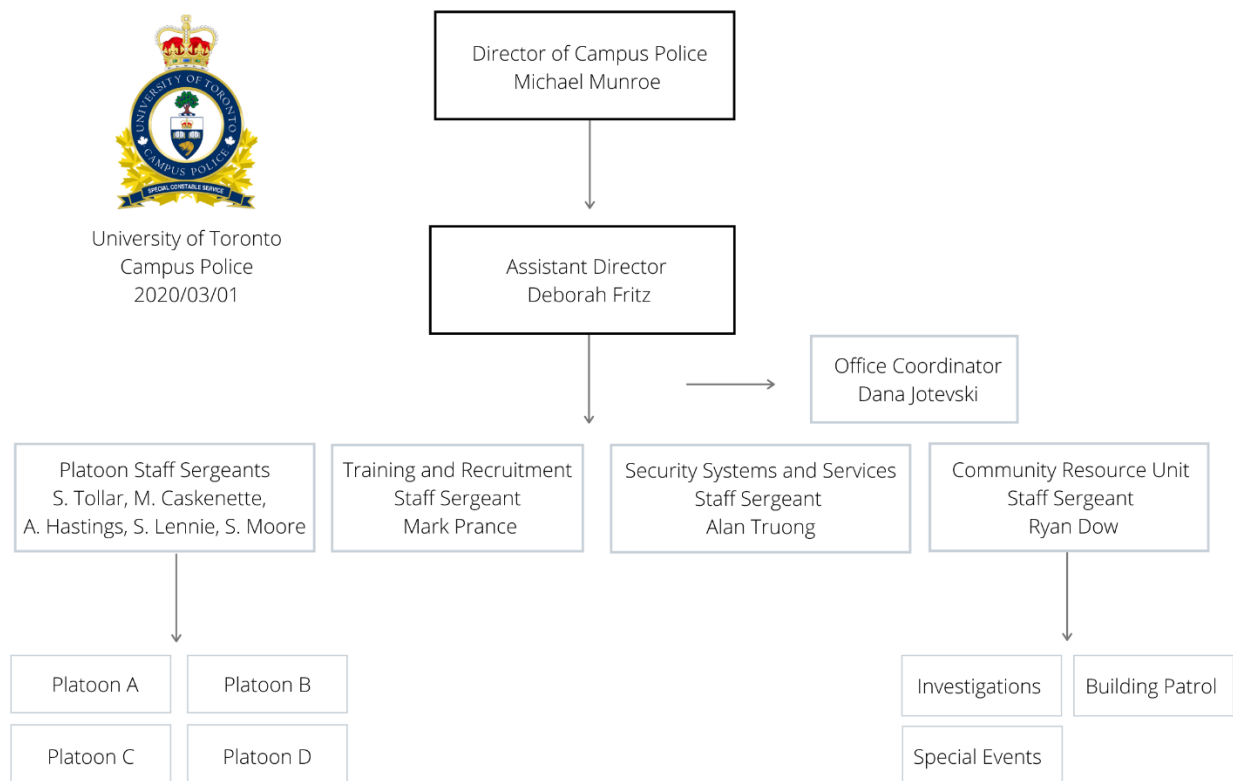 UNIVERSITY OF TORONTO
CAMPUS POLICE
SPECIAL CONSTABLE SERVICE
University of Toronto
Campus Police
2020/03/01
Director of Campus Police
Michael Munroe
Assistant Director
Deborah Fritz
Office Coordinator
Dana Jotevski
Platoon Staff Sergeants
S. Tollar, M. Caskenette,
A. Hastings, S. Lennie, S. Moore
Training and Recruitment
Staff Sergeant
Mark Prance
Security Systems and Services
Staff Sergeant
Alan Truong
Community Resource Unit
Staff Sergeant
Ryan Dow
Platoon A
Platoon B
Platoon C
Platoon D
Investigations
Building Patrol
Special Events